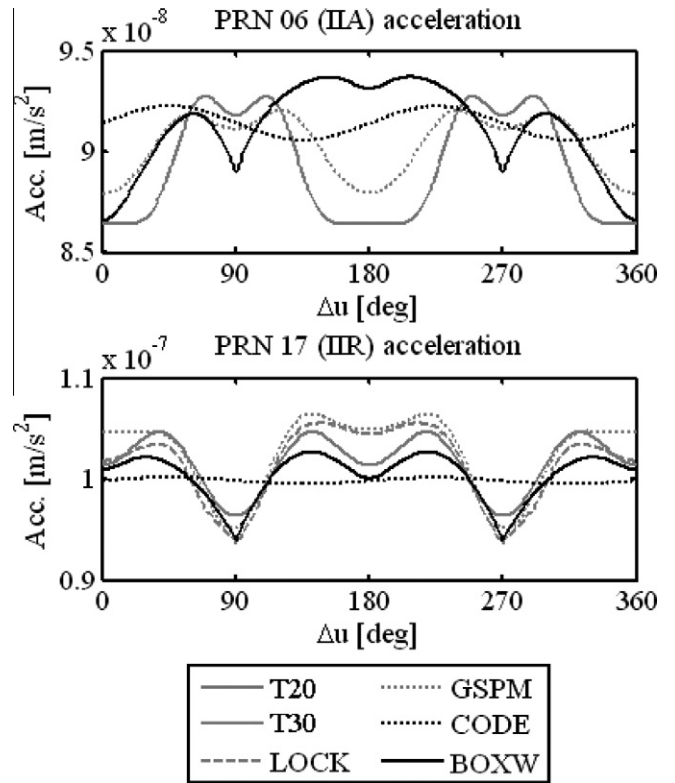 PRN 06 (IIA) acceleration
x 10⁻⁸
9.5
9
8.5
Acc. [m/s²]
0 90 180 270 360
Δu [deg]
PRN 17 (IIR) acceleration
x 10⁻⁷
1.1
1
0.9
Acc. [m/s²]
0 90 180 270 360
Δu [deg]
T20 GSPM
T30 CODE
LOCK BOXW